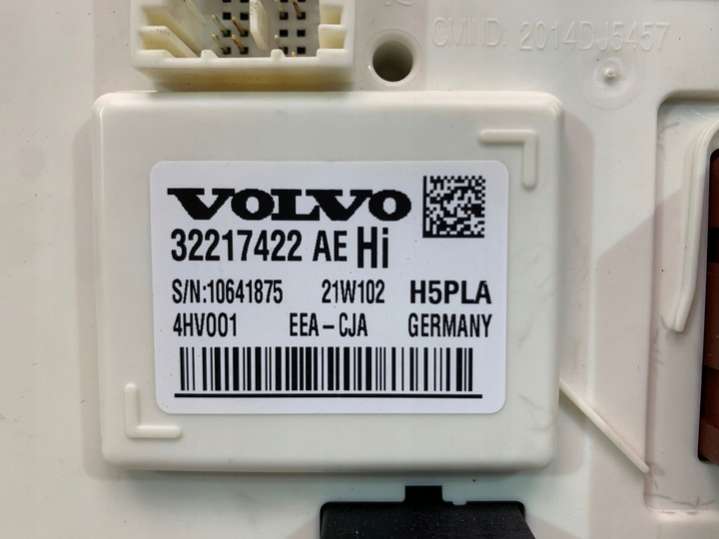 CMIID: 2014DJ5457
VOLVO
32217422 AE Hi
S/N:10641875 21W102 H5PLA
4HV001 EEA-CJA GERMANY